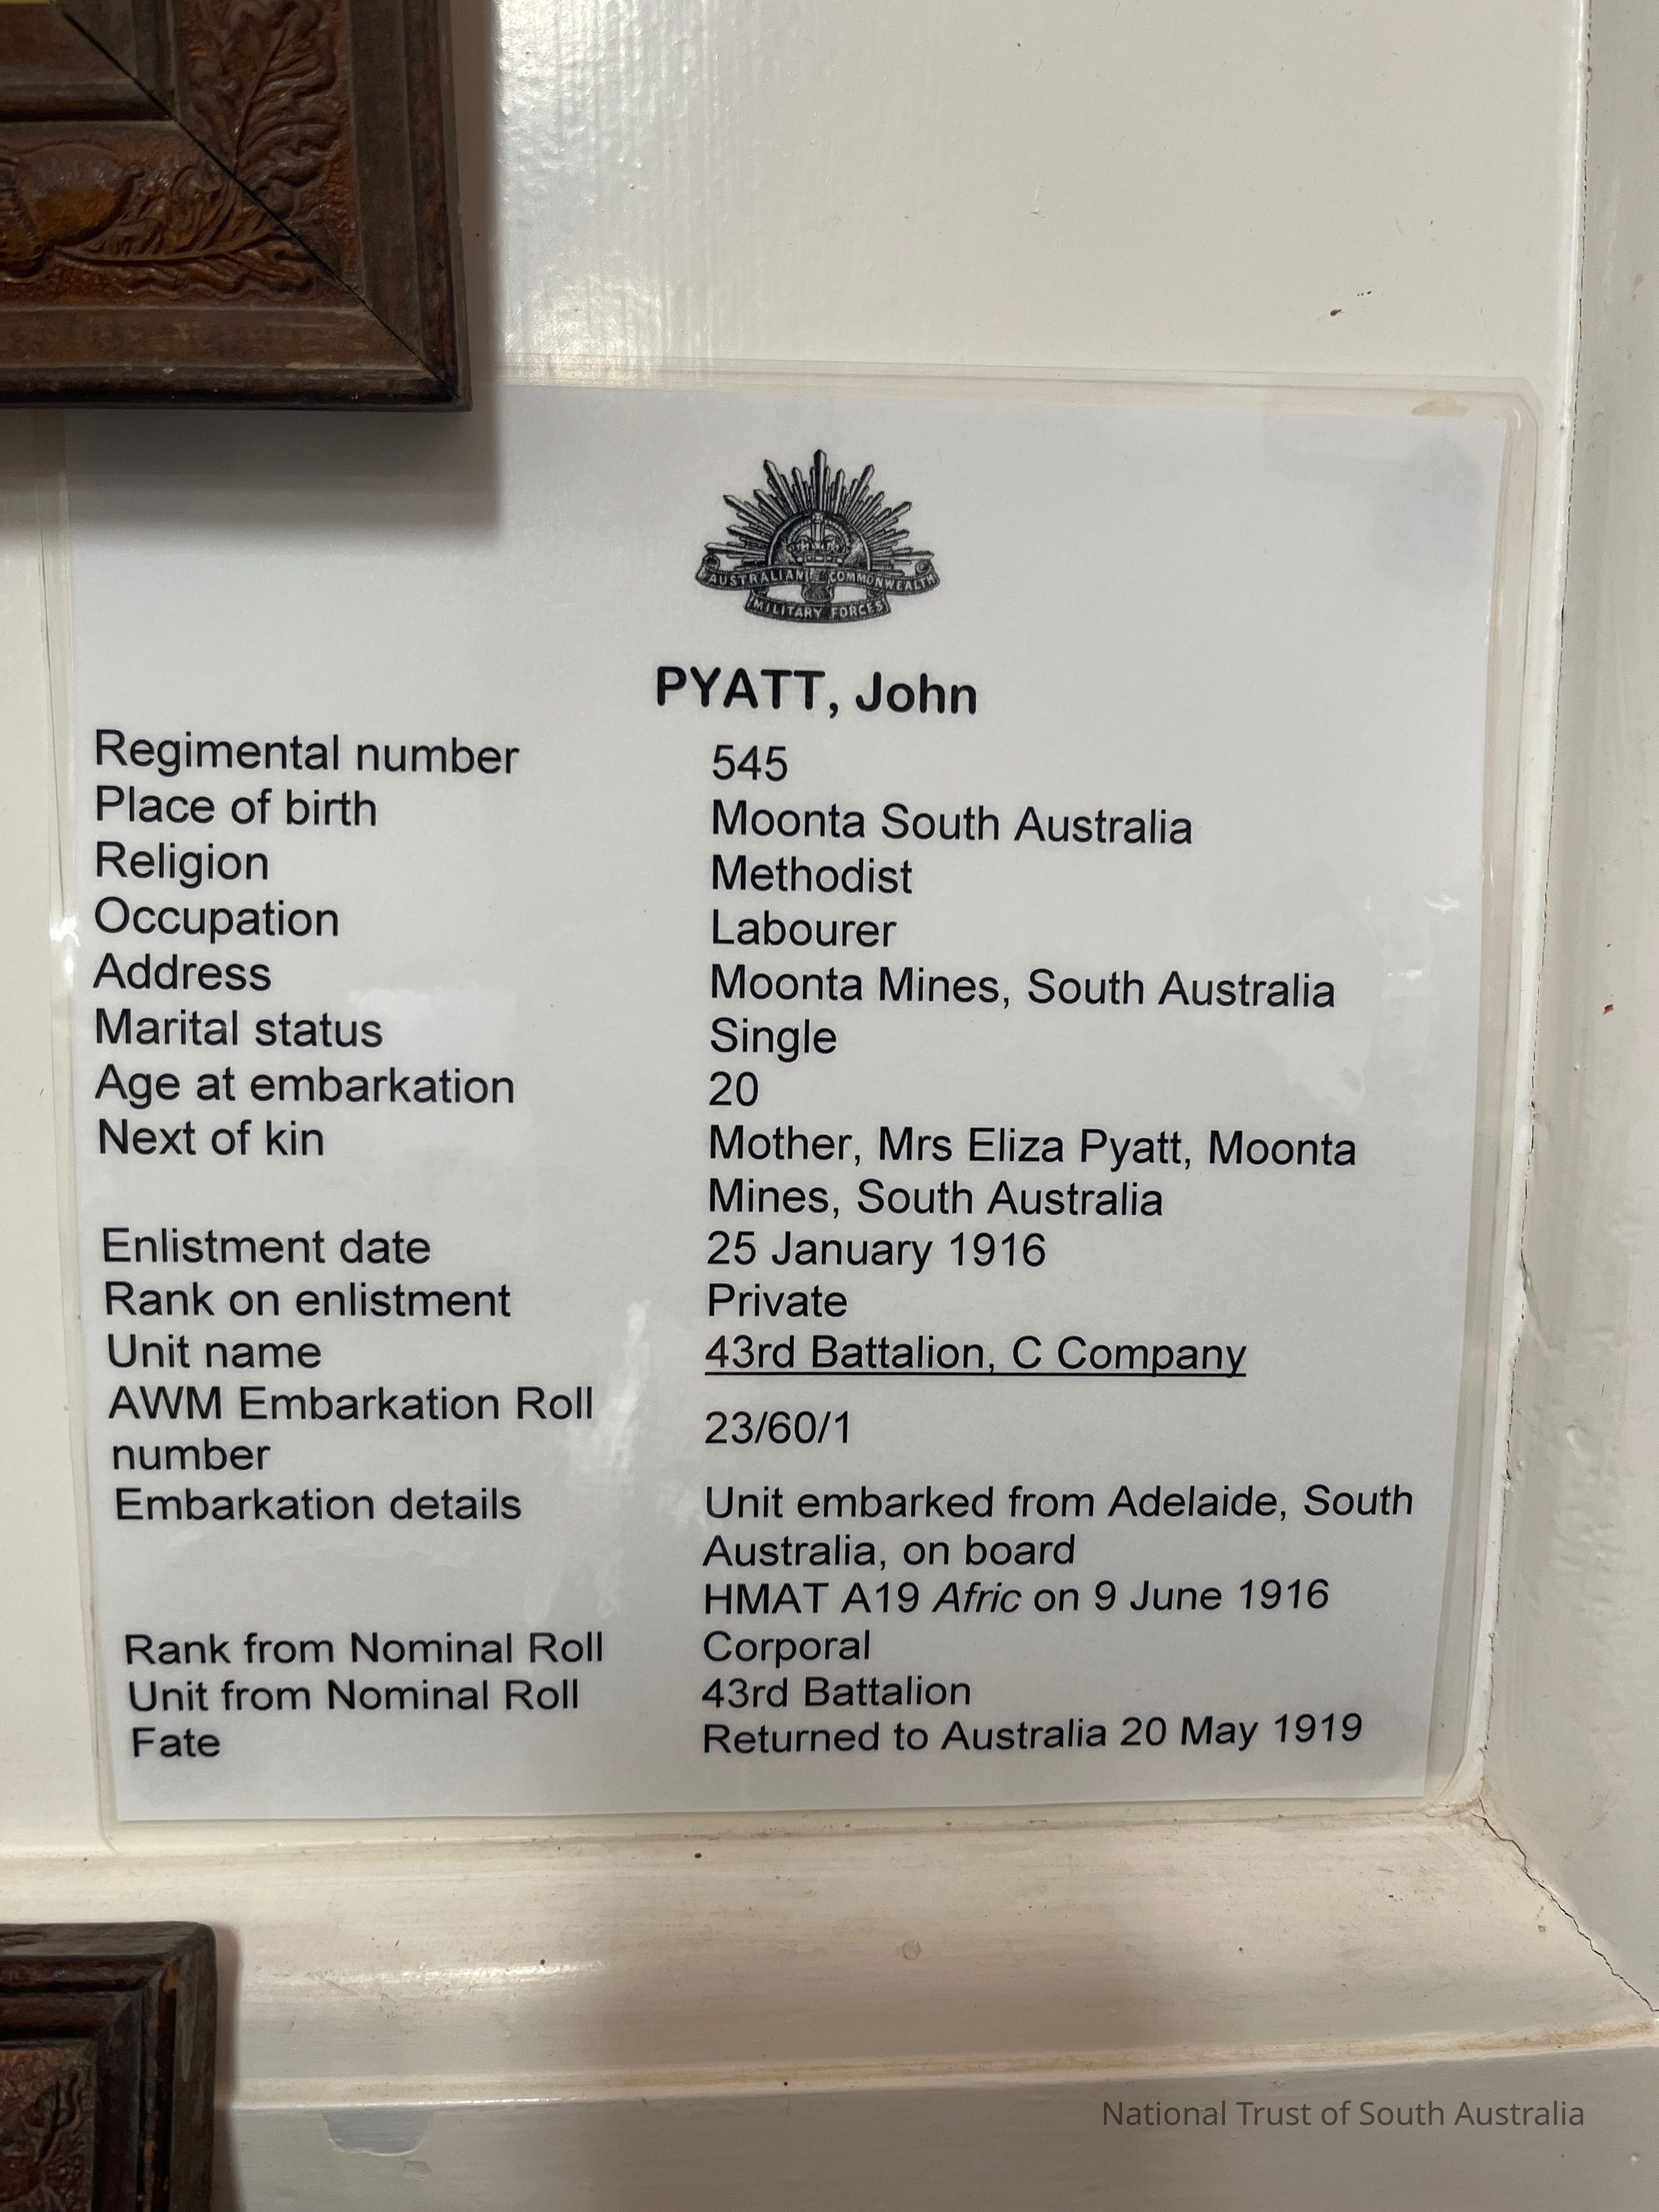 AUSTRALIAN COMMONWEALTH
MILITARY FORCES
PYATT, John
Regimental number 545
Place of birth Moonta South Australia
Religion Methodist
Occupation Labourer
Address Moonta Mines, South Australia
Marital status Single
Age at embarkation 20
Next of kin Mother, Mrs Eliza Pyatt, Moonta
Mines, South Australia
Enlistment date 25 January 1916
Rank on enlistment Private
Unit name 43rd Battalion, C Company
AWM Embarkation Roll
number 23/60/1
Embarkation details Unit embarked from Adelaide, South
Australia, on board
HMAT A19 Afric on 9 June 1916
Rank from Nominal Roll Corporal
Unit from Nominal Roll 43rd Battalion
Fate Returned to Australia 20 May 1919
National Trust of South Australia